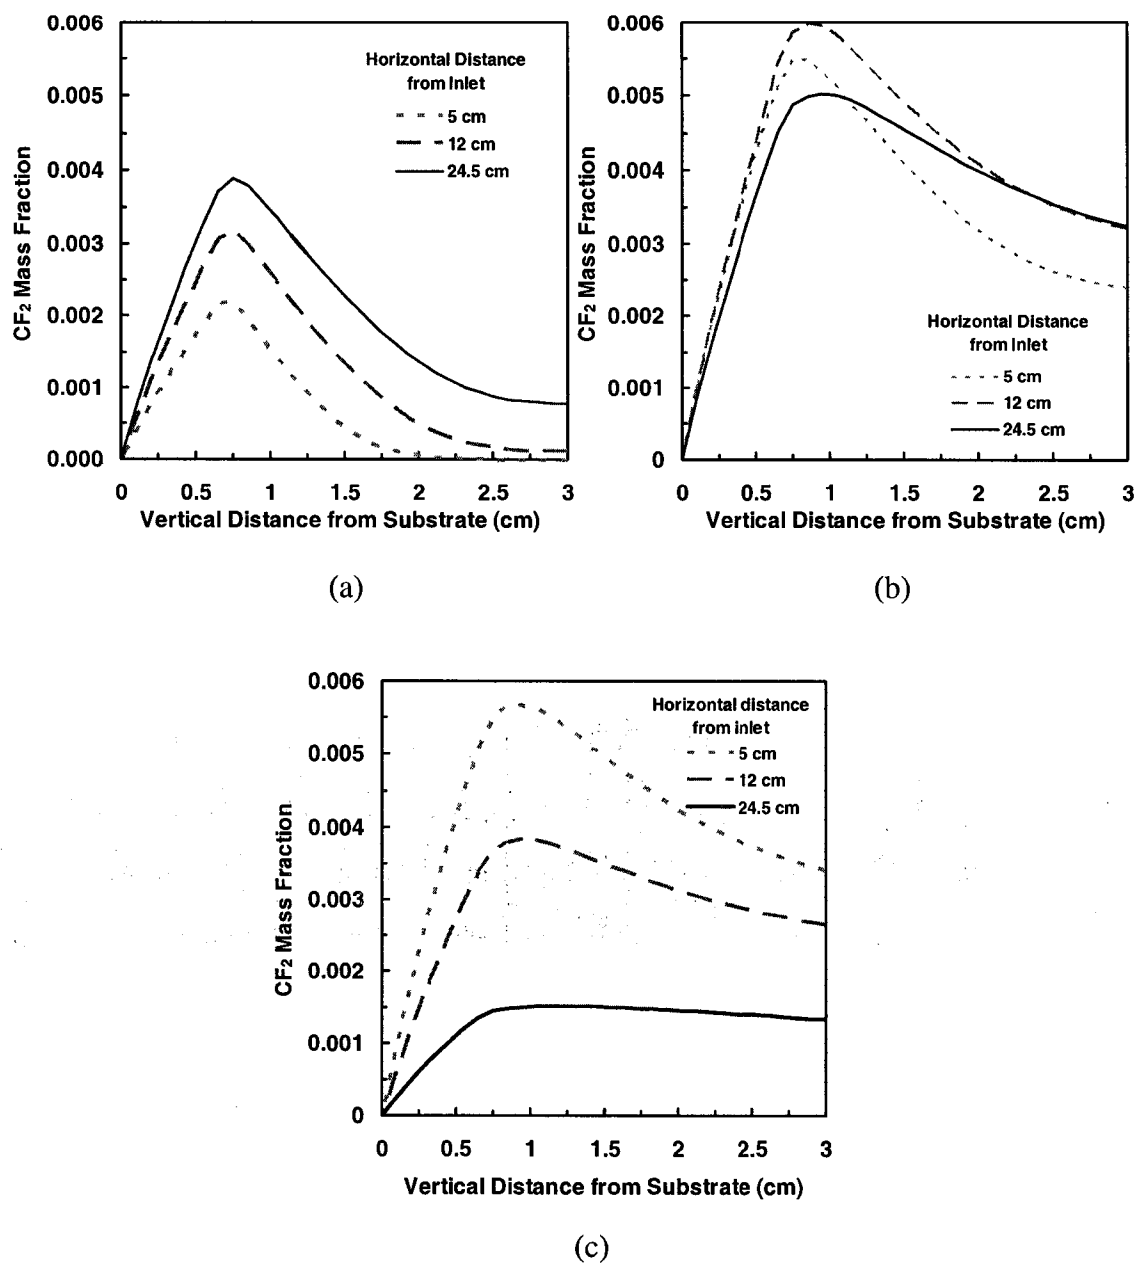 0.006
0.005
0.004
0.003
0.002
0.001
0.000
CF₂ Mass Fraction
Horizontal Distance
from Inlet
5 cm
12 cm
24.5 cm
0 0.5 1 1.5 2 2.5 3
Vertical Distance from Substrate (cm)
(a)
0.006
0.005
0.004
0.003
0.002
0.001
0
CF₂ Mass Fraction
Horizontal Distance
from Inlet
5 cm
12 cm
24.5 cm
0 0.5 1 1.5 2 2.5 3
Vertical Distance from Substrate (cm)
(b)
0.006
0.005
0.004
0.003
0.002
0.001
0
CF₂ Mass Fraction
Horizontal distance
from inlet
5 cm
12 cm
24.5 cm
0 0.5 1 1.5 2 2.5 3
Vertical Distance from Substrate (cm)
(c)